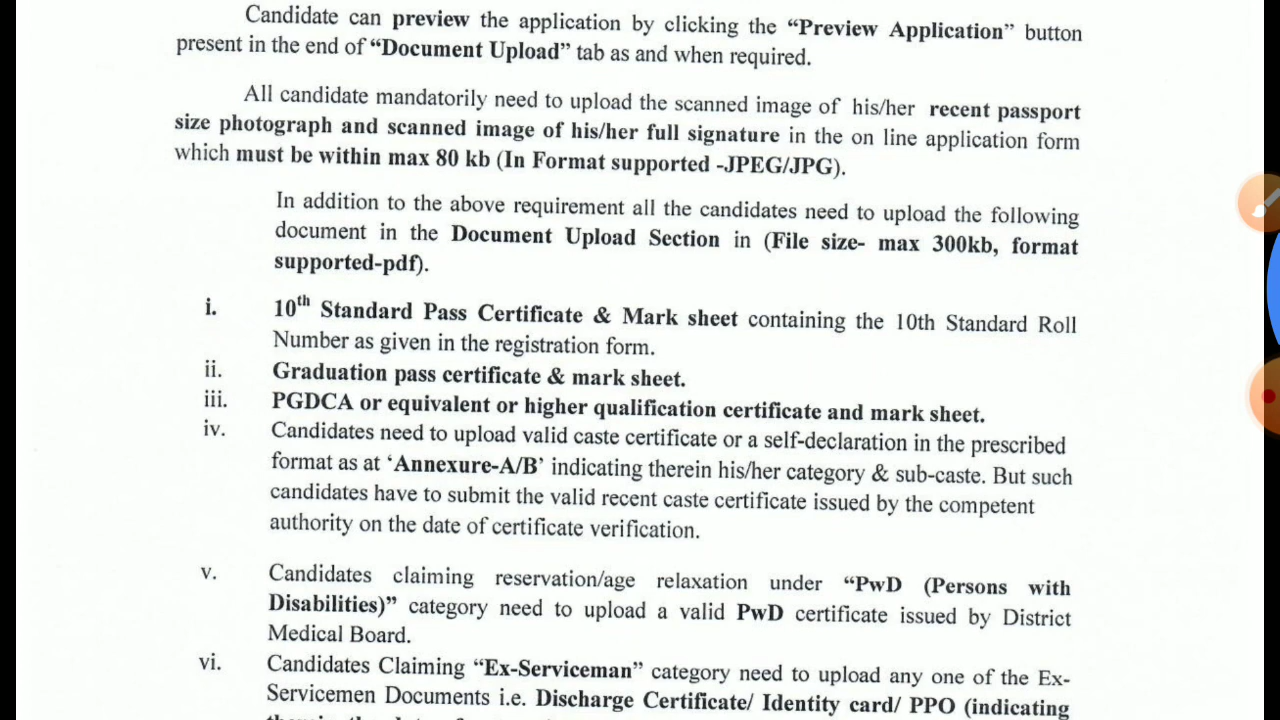 Candidate can preview the application by clicking the “Preview Application” button
present in the end of “Document Upload” tab as and when required.
All candidate mandatorily need to upload the scanned image of his/her recent passport
size photograph and scanned image of his/her full signature in the on line application form
which must be within max 80 kb (In Format supported -JPEG/JPG).
In addition to the above requirement all the candidates need to upload the following
document in the Document Upload Section in (File size- max 300kb, format
supported-pdf).
i. 10th Standard Pass Certificate & Mark sheet containing the 10th Standard Roll
Number as given in the registration form.
ii. Graduation pass certificate & mark sheet.
iii. PGDCA or equivalent or higher qualification certificate and mark sheet.
iv. Candidates need to upload valid caste certificate or a self-declaration in the prescribed
format as at ‘Annexure-A/B’ indicating therein his/her category & sub-caste. But such
candidates have to submit the valid recent caste certificate issued by the competent
authority on the date of certificate verification.
v. Candidates claiming reservation/age relaxation under “PwD (Persons with
Disabilities)” category need to upload a valid PwD certificate issued by District
Medical Board.
vi. Candidates Claiming “Ex-Serviceman” category need to upload any one of the Ex-
Servicemen Documents i.e. Discharge Certificate/ Identity card/ PPO (indicating